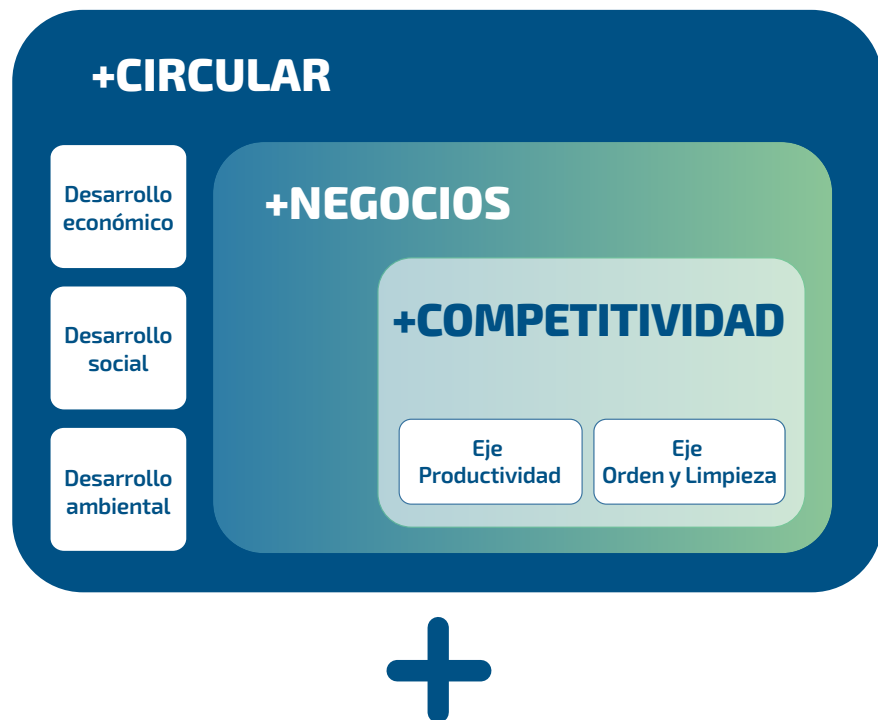 +CIRCULAR
Desarrollo
económico
Desarrollo
social
Desarrollo
ambiental
+NEGOCIOS
+COMPETITIVIDAD
Eje
Productividad
Eje
Orden y Limpieza
+